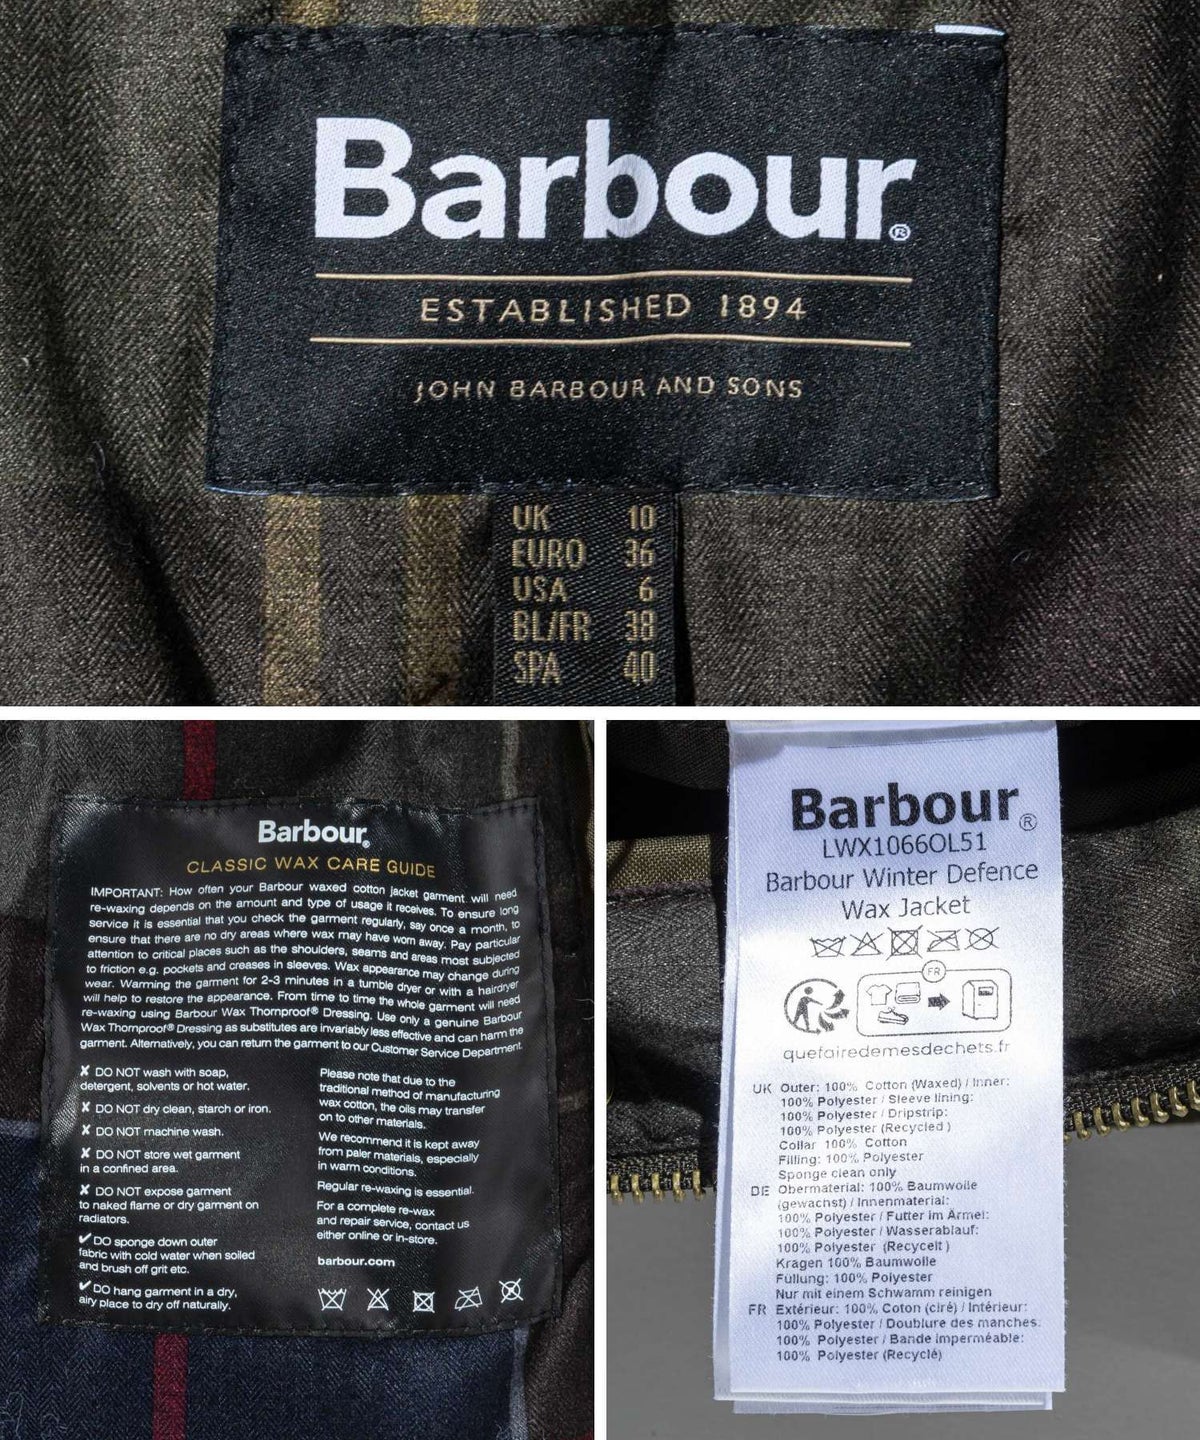 Barbour®
ESTABLISHED 1894
JOHN BARBOUR AND SONS
UK 10
EURO 36
USA 6
BL/FR 38
SPA 40
Barbour®
CLASSIC WAX CARE GUIDE
IMPORTANT: How often your Barbour waxed cotton jacket garment will need
re-waxing depends on the amount and type of usage it receives. To ensure long
service it is essential that you check the garment regularly, say once a month, to
ensure that there are no dry areas where wax may have worn away. Pay particular
attention to critical places such as the shoulders, seams and areas most subjected
to friction e.g. pockets and creases in sleeves. Wax appearance may change during
wear. Warming the garment for 2-3 minutes in a tumble dryer or with a hairdryer
will help to restore the appearance. From time to time the whole garment will need
re-waxing using Barbour Wax Thornproof® Dressing. Use only a genuine Barbour
Wax Thornproof® Dressing as substitutes are invariably less effective and can harm the
garment. Alternatively, you can return the garment to our Customer Service Department.
✘ DO NOT wash with soap,
detergent, solvents or hot water.
✘ DO NOT dry clean, starch or iron.
✘ DO NOT machine wash.
✘ DO NOT store wet garment
in a confined area.
✘ DO NOT expose garment
to naked flame or dry garment on
radiators.
✔ DO sponge down outer
fabric with cold water when soiled
and brush off grit etc.
✔ DO hang garment in a dry,
airy place to dry off naturally.
Please note that due to the
traditional method of manufacturing
wax cotton, the oils may transfer
on to other materials.
We recommend it is kept away
from paler materials, especially
in warm conditions.
Regular re-waxing is essential.
For a complete re-wax
and repair service, contact us
either online or in-store.
barbour.com
Barbour®
LWX1066OL51
Barbour Winter Defence
Wax Jacket
FR
quefairedemesdechets.fr
UK Outer: 100% Cotton (Waxed) / Inner:
100% Polyester / Sleeve lining:
100% Polyester / Dripstrip:
100% Polyester (Recycled )
Collar 100% Cotton
Filling: 100% Polyester
Sponge clean only
DE Obermaterial: 100% Baumwolle
(gewachst) / Innenmaterial:
100% Polyester / Futter im Ärmel:
100% Polyester / Wasserablauf:
100% Polyester (Recycelt )
Kragen 100% Baumwolle
Füllung: 100% Polyester
Nur mit einem Schwamm reinigen
FR Extérieur: 100% Coton (ciré) / Intérieur:
100% Polyester / Doublure des manches:
100% Polyester / Bande imperméable:
100% Polyester (Recyclé)